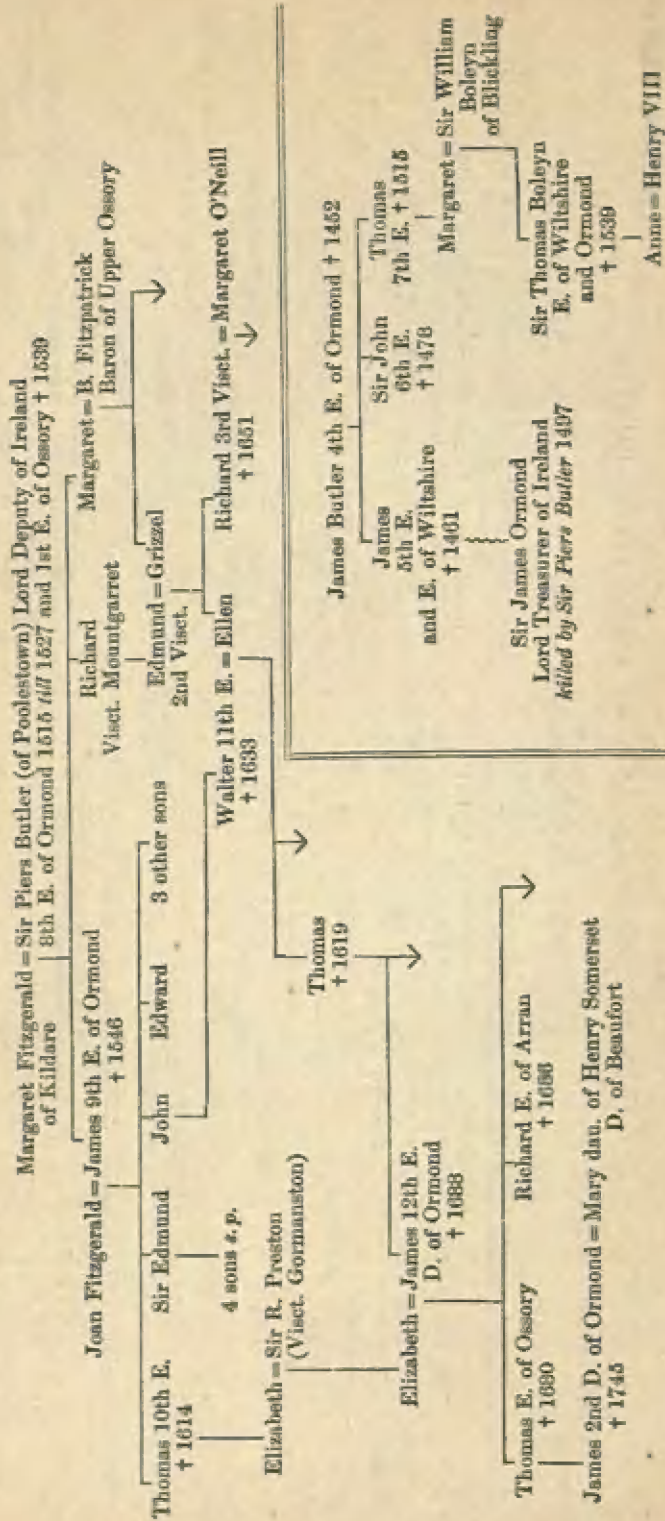 Margaret Fitzgerald = Sir Piers Butler (of Poolestown) Lord Deputy of Ireland
of Kildare
8th E. of Ormond 1515 till 1527 and 1st E. of Ossory † 1539
Joan Fitzgerald = James 9th E. of Ormond
† 1546
Richard
Visct. Mountgarret
Margaret = B. Fitzpatrick
Baron of Upper Ossory
Thomas 10th E.
† 1614
Sir Edmund
John
Edward
3 other sons
Edmund = Grizzel
2nd Visct.
4 sons s.p.
Walter 11th E. = Ellen
† 1633
Richard 3rd Visct. = Margaret O'Neill
† 1651
Elizabeth = Sir R. Preston
(Visct. Gormanston)
Thomas
† 1619
Elizabeth = James 12th E.
D. of Ormond
† 1688
Thomas E. of Ossory
† 1680
Richard E. of Arran
† 1686
James 2nd D. of Ormond = Mary dau. of Henry Somerset
† 1745
D. of Beaufort
James Butler 4th E. of Ormond † 1452
James
5th E.
and E. of Wiltshire
† 1461
Sir John
6th E.
† 1478
Thomas
7th E. † 1515
Margaret = Sir William
Boleyn
of Blickling
Sir James Ormond
Lord Treasurer of Ireland
killed by Sir Piers Butler 1497
Sir Thomas Boleyn
E. of Wiltshire
and Ormond
† 1539
Anne = Henry VIII